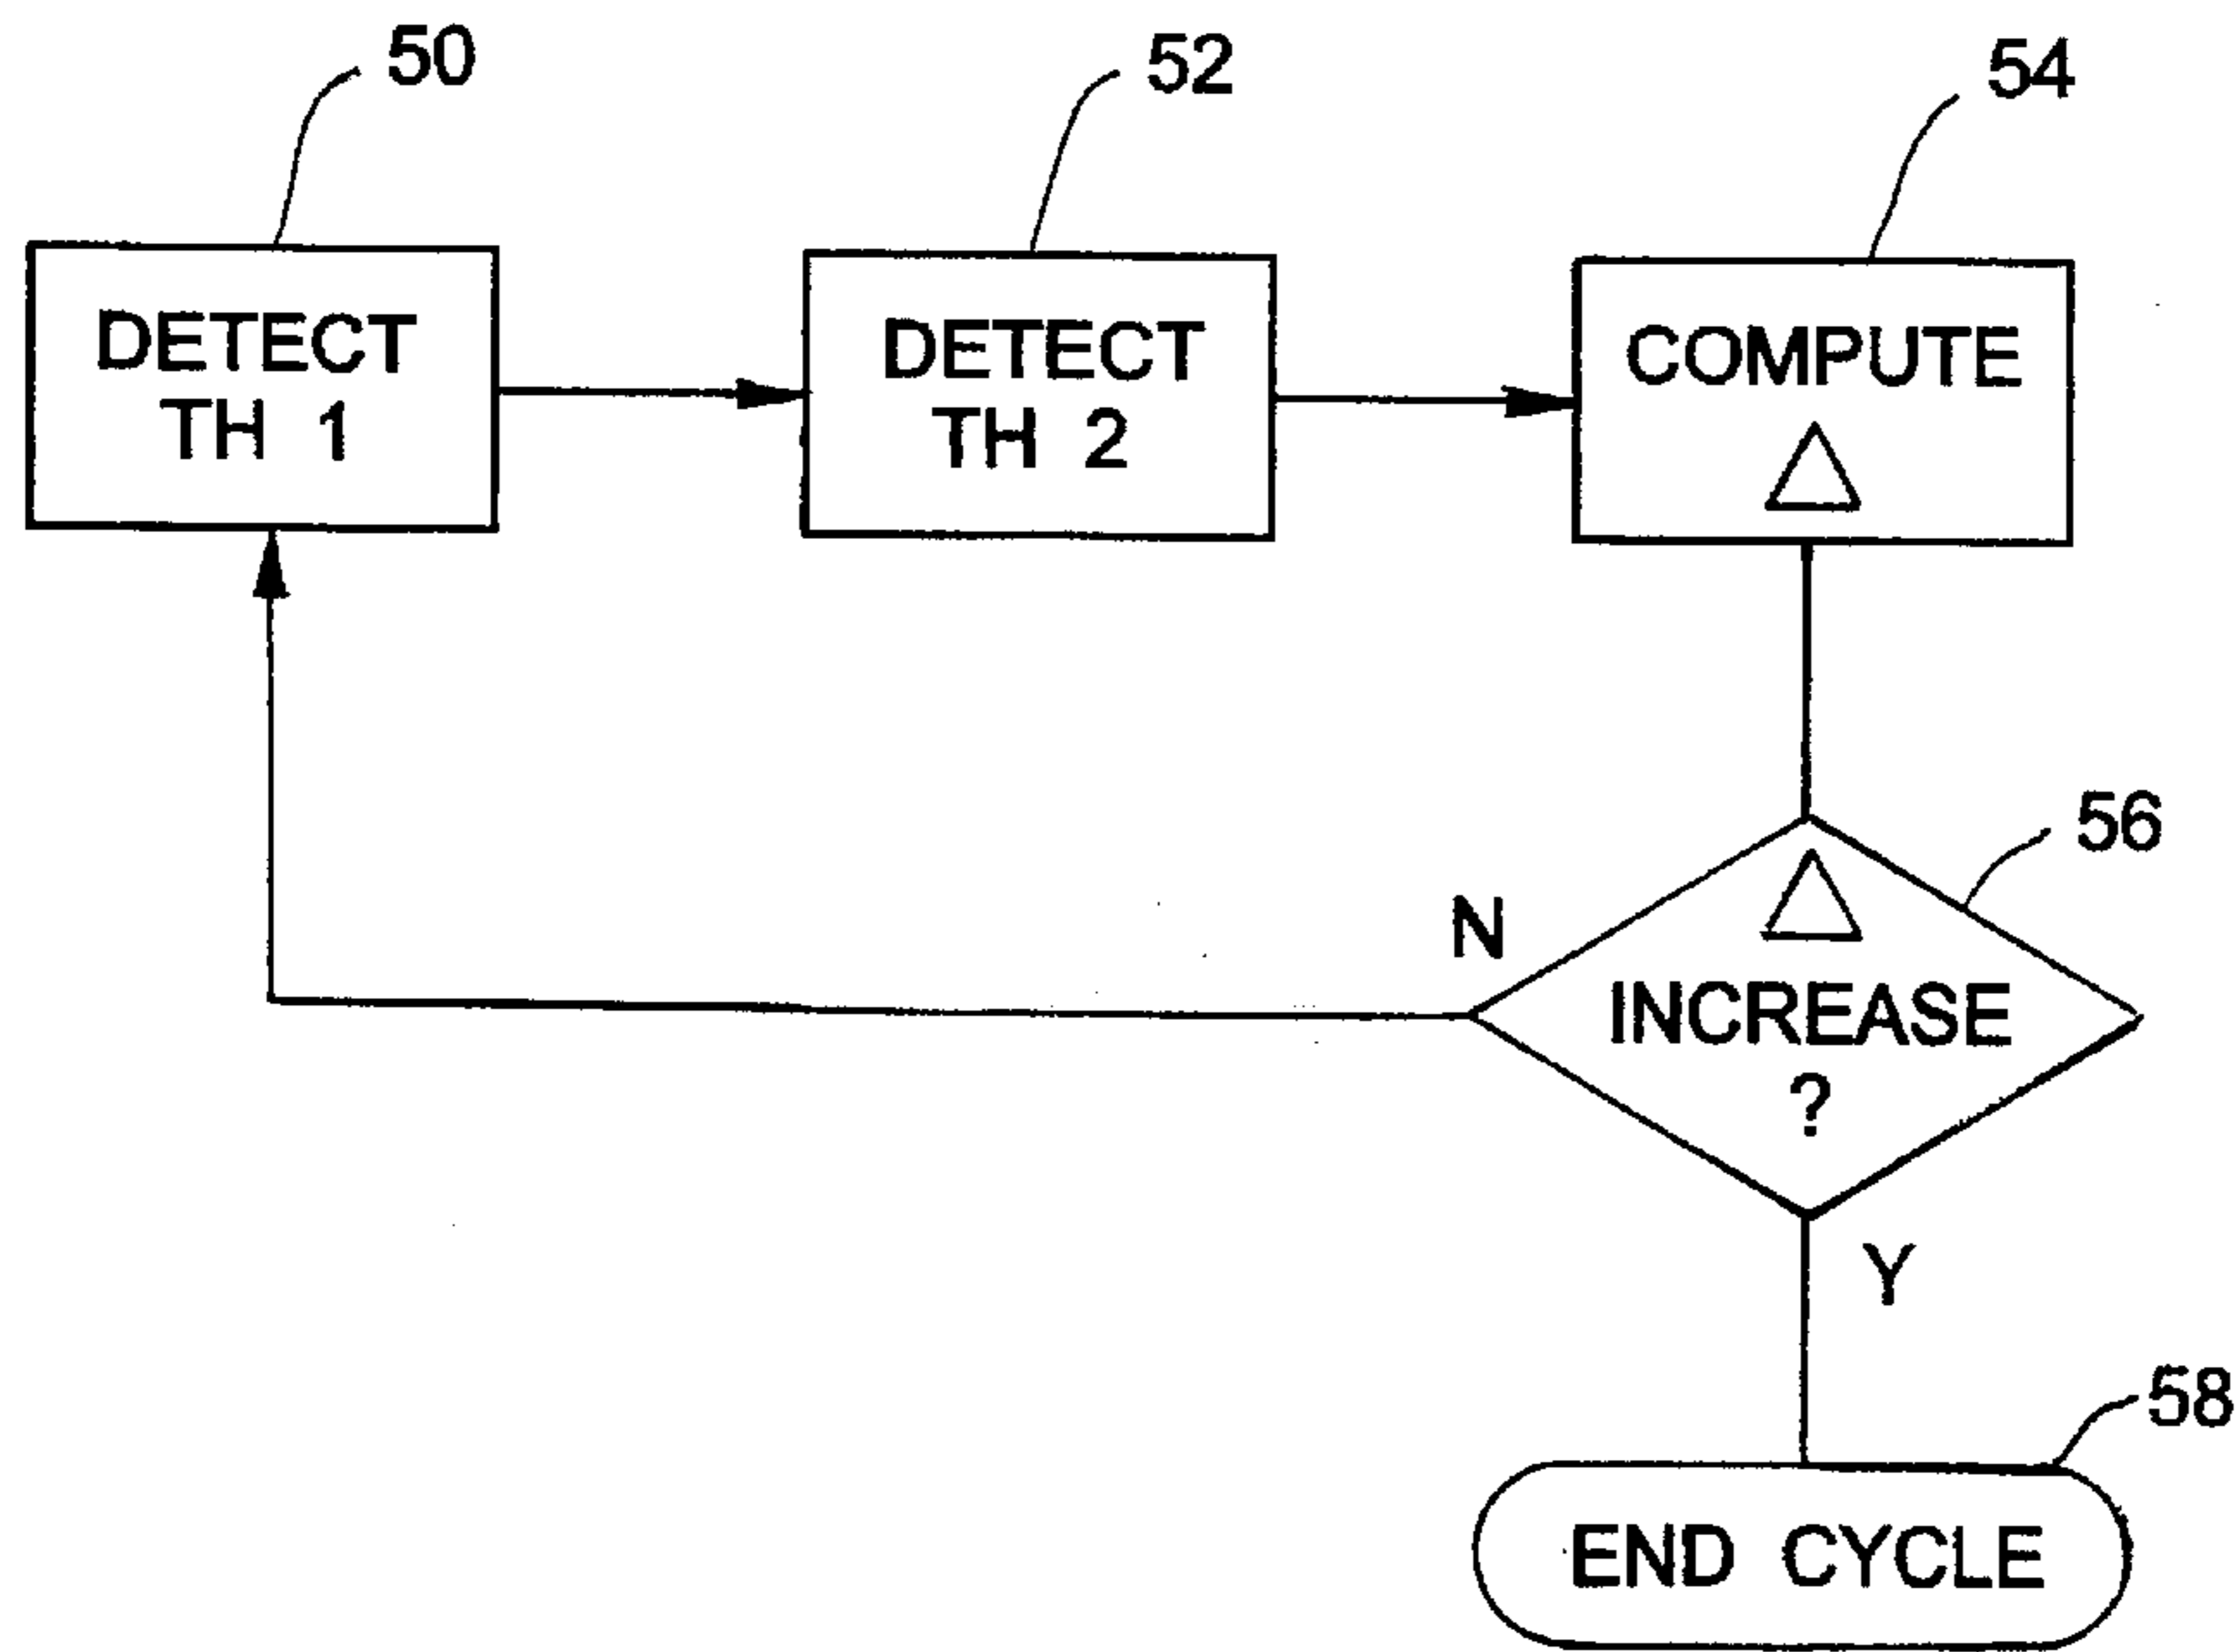 50
52
54
DETECT
TH 1
DETECT
TH 2
COMPUTE
△
56
N
△
INCREASE
?
Y
58
END CYCLE